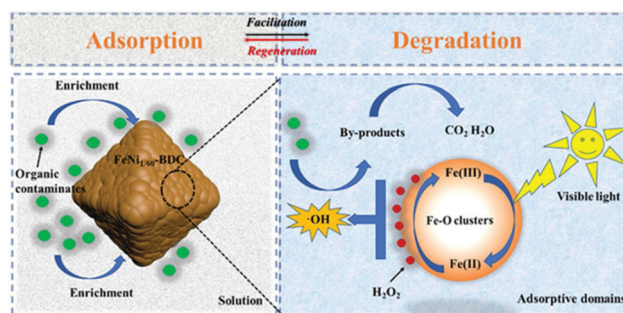 Adsorption
Facilitation
Regeneration
Degradation
Enrichment
FeNi1/60-BDC
Organic
contaminates
Enrichment
Solution
By-products
CO2 H2O
·OH
Fe(III)
Fe-O clusters
Fe(II)
H2O2
Visible light
Adsorptive domains